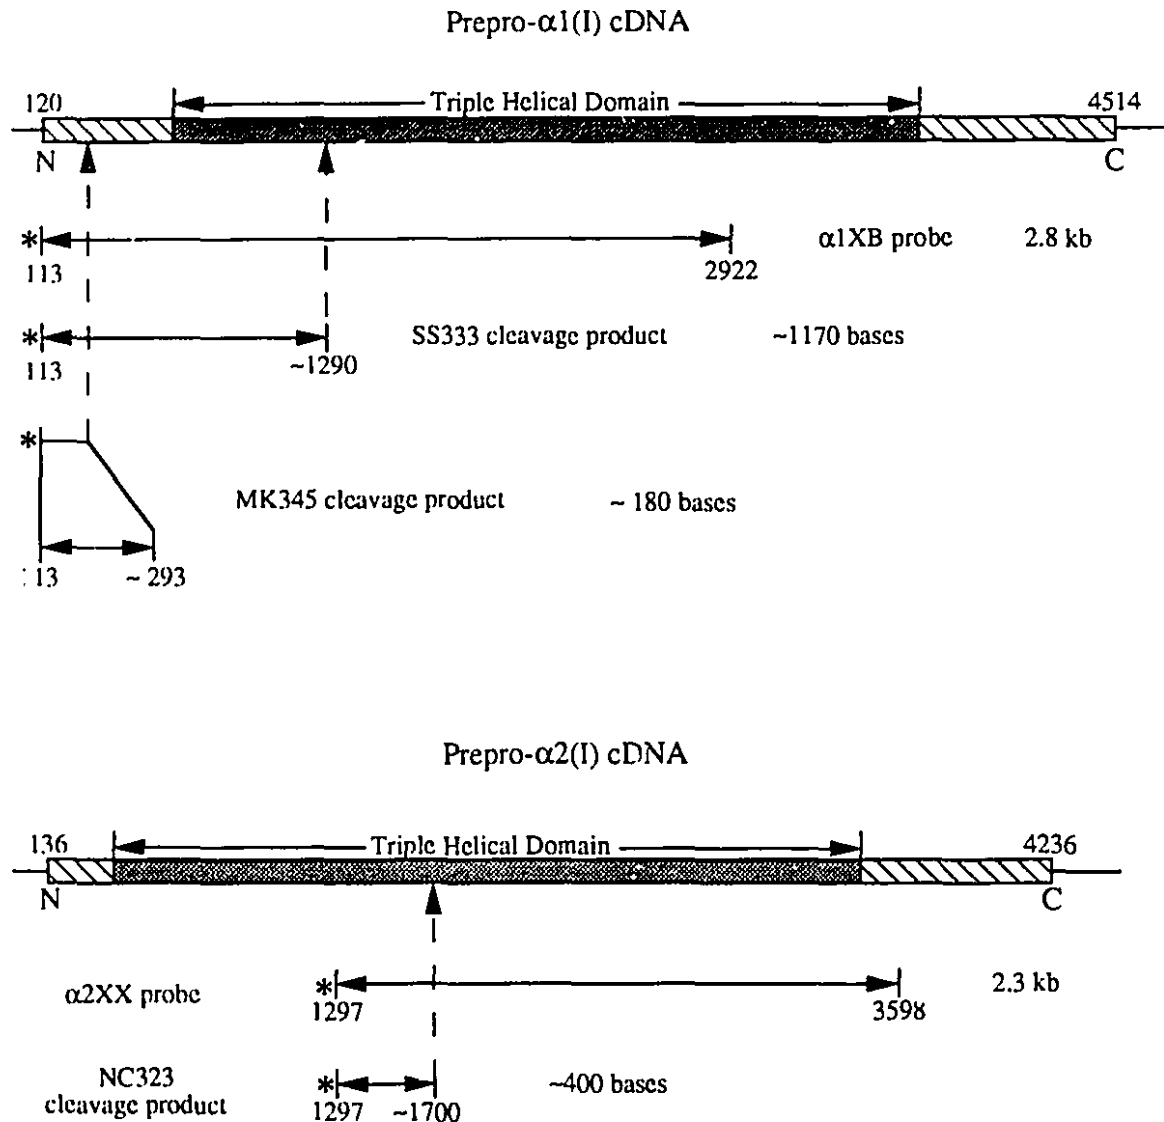 Prepro-α1(I) cDNA
120
Triple Helical Domain
4514
N
C
*
α1XB probe
2.8 kb
113
2922
*
SS333 cleavage product
~1170 bases
113
~1290
*
MK345 cleavage product
~ 180 bases
13
~ 293
Prepro-α2(I) cDNA
136
Triple Helical Domain
4236
N
C
α2XX probe
*
2.3 kb
1297
3598
NC323
cleavage product
*
~400 bases
1297
~1700